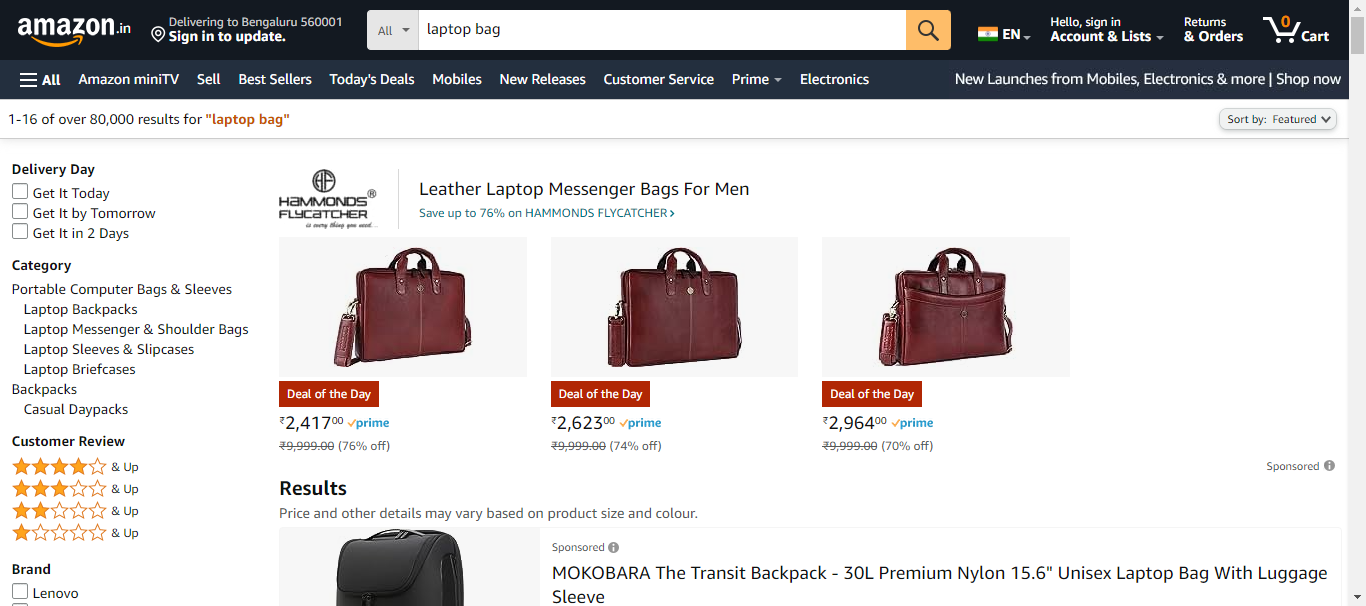 amazon.in
Delivering to Bengaluru 560001
Sign in to update.
All
laptop bag
EN
Hello, sign in
Account & Lists
Returns
& Orders
0
Cart
All
Amazon miniTV
Sell
Best Sellers
Today's Deals
Mobiles
New Releases
Customer Service
Prime
Electronics
New Launches from Mobiles, Electronics & more | Shop now
1-16 of over 80,000 results for "laptop bag"
Sort by: Featured
Delivery Day
Get It Today
Get It by Tomorrow
Get It in 2 Days
Category
Portable Computer Bags & Sleeves
Laptop Backpacks
Laptop Messenger & Shoulder Bags
Laptop Sleeves & Slipcases
Laptop Briefcases
Backpacks
Casual Daypacks
Customer Review
& Up
& Up
& Up
& Up
Brand
Lenovo
HF
HAMMONDS®
FLYCATCHER
is every thing you need...
Leather Laptop Messenger Bags For Men
Save up to 76% on HAMMONDS FLYCATCHER
Deal of the Day
₹2,41700 prime
₹9,999.00 (76% off)
Deal of the Day
₹2,62300 prime
₹9,999.00 (74% off)
Deal of the Day
₹2,96400 prime
₹9,999.00 (70% off)
Sponsored
Results
Price and other details may vary based on product size and colour.
Sponsored
MOKOBARA The Transit Backpack - 30L Premium Nylon 15.6" Unisex Laptop Bag With Luggage
Sleeve